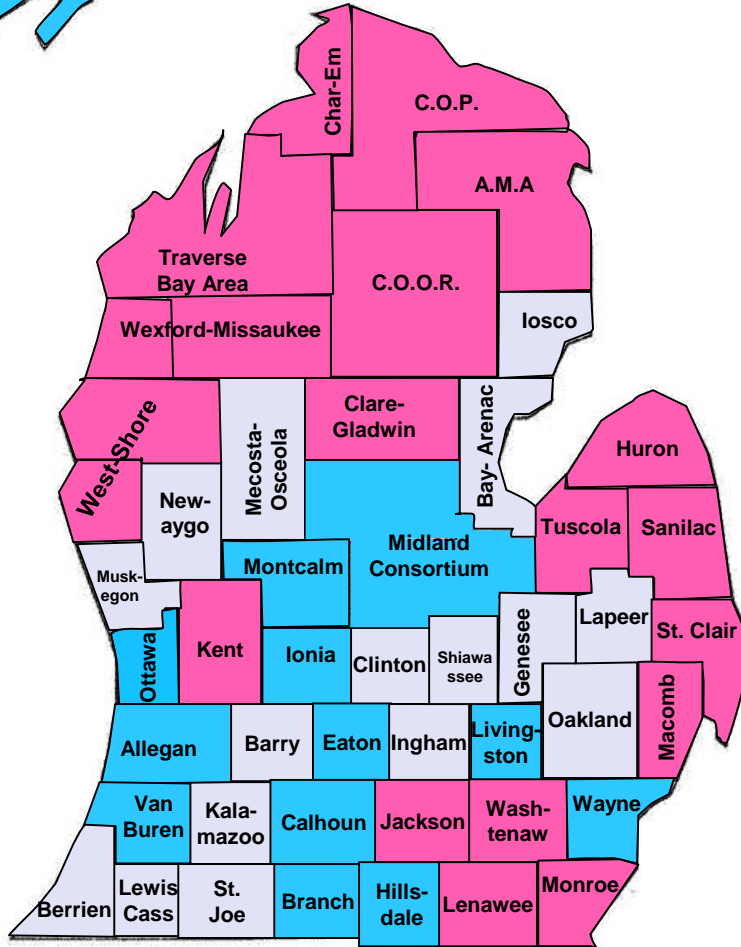 Char-Em
C.O.P.
A.M.A
Traverse
Bay Area
C.O.O.R.
Iosco
Wexford-Missaukee
West-Shore
Mecosta-
Osceola
Clare-
Gladwin
Bay- Arenac
Huron
New-
aygo
Tuscola
Sanilac
Musk-
egon
Montcalm
Midland
Consortium
Ottawa
Kent
Ionia
Clinton
Shiawa
ssee
Genesee
Lapeer
St. Clair
Allegan
Barry
Eaton
Ingham
Living-
ston
Oakland
Macomb
Van
Buren
Kala-
mazoo
Calhoun
Jackson
Wash-
tenaw
Wayne
Berrien
Lewis
Cass
St.
Joe
Branch
Hills-
dale
Lenawee
Monroe